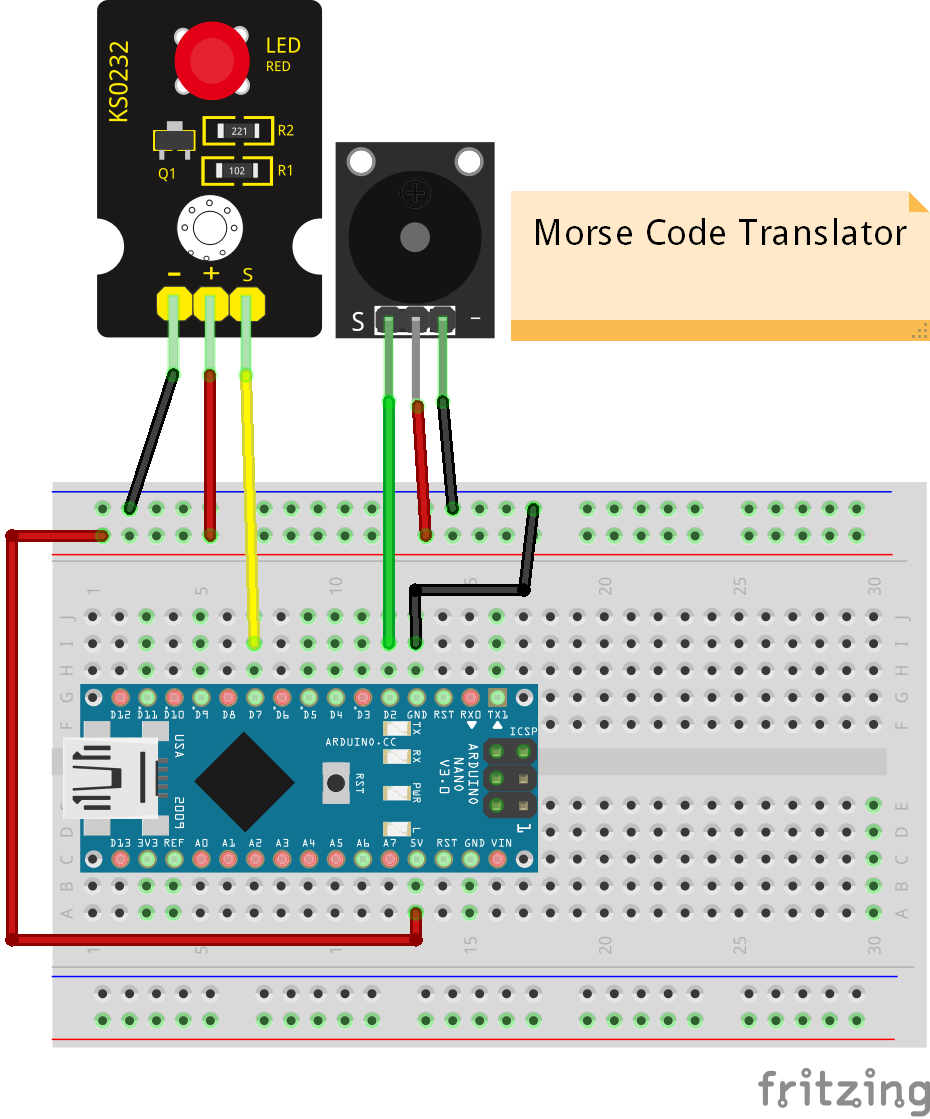 KS0232
LED
RED
221 R2
102 R1
Q1
- + S
S -
Morse Code Translator
1 5 10 15 20 25 30
J J
I I
H H
G G
F F
D12 D11 D10 D9 D8 D7 D6 D5 D4 D3 D2 GND RST RX0 TX1
ICSP
TX
RX
PWR
L
USA
2009
ARDUINO.CC
RST
ARDUINO
NANO
V3.0
1
D13 3V3 REF A0 A1 A2 A3 A4 A5 A6 A7 5V RST GND VIN
E E
D D
C C
B B
A A
1 5 15 20 25 30
fritzing